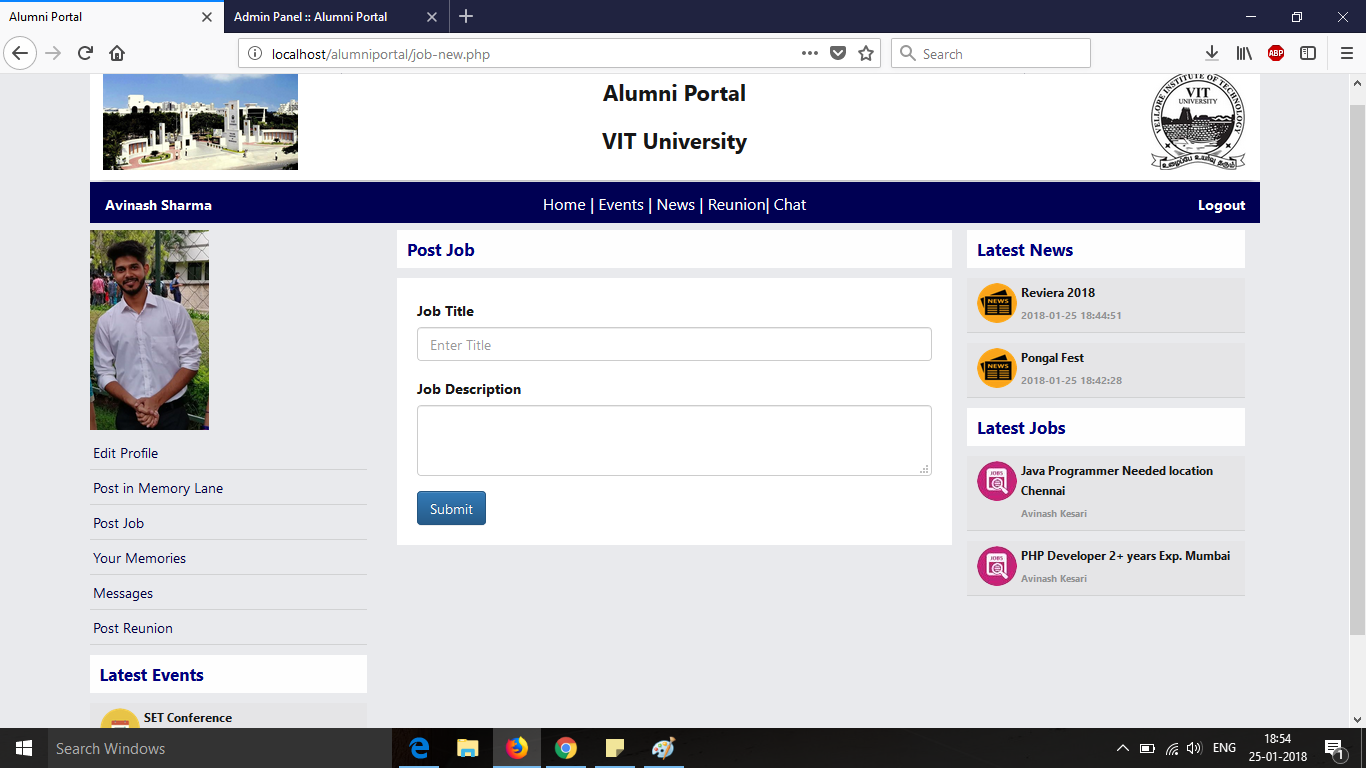 Alumni Portal
Admin Panel :: Alumni Portal
localhost/alumniportal/job-new.php
Search
ABP
Alumni Portal
VIT University
VELLORE INSTITUTE OF TECHNOLOGY
VIT
UNIVERSITY
Avinash Sharma
Home | Events | News | Reunion| Chat
Logout
Edit Profile
Post in Memory Lane
Post Job
Your Memories
Messages
Post Reunion
Latest Events
SET Conference
Post Job
Job Title
Enter Title
Job Description
Submit
Latest News
NEWS
Reviera 2018
2018-01-25 18:44:51
NEWS
Pongal Fest
2018-01-25 18:42:28
Latest Jobs
JOBS
Java Programmer Needed location
Chennai
Avinash Kesari
JOBS
PHP Developer 2+ years Exp. Mumbai
Avinash Kesari
Search Windows
ENG
18:54
25-01-2018
1